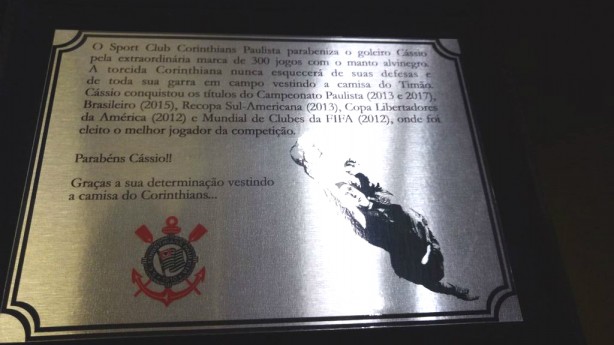 O Sport Club Corinthians Paulista parabeniza o goleiro Cássio
pela extraordinária marca de 300 jogos com o manto alvinegro.
A torcida Corinthiana nunca esquecerá de suas defesas e
de toda sua garra em campo vestindo a camisa do Timão.
Cássio conquistou os títulos do Campeonato Paulista (2013 e 2017),
Brasileiro (2015), Recopa Sul-Americana (2013), Copa Libertadores
da América (2012) e Mundial de Clubes da FIFA (2012), onde foi
eleito o melhor jogador da competição.
Parabéns Cássio!!
Graças a sua determinação vestindo
a camisa do Corinthians...